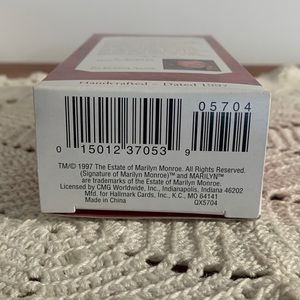 Handcrafted – Dated 1997
05704
0 15012 37053 9
TM/© 1997 The Estate of Marilyn Monroe. All Rights Reserved.
(Signature of Marilyn Monroe)™ and MARILYN™
are trademarks of the Estate of Marilyn Monroe.
Licensed by CMG Worldwide, Inc., Indianapolis, Indiana 46202
Mfd. for Hallmark Cards, Inc., K.C., MO 64141
Made in China
QX5704